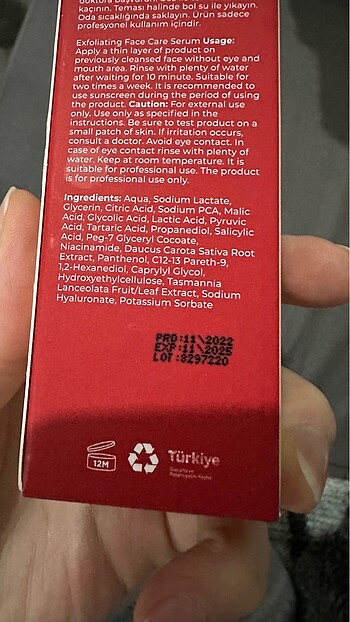 kaçının. Teması halinde bol su ile yıkayın.
Oda sıcaklığında saklayın. Ürün sadece
profesyonel kullanım içindir.
Exfoliating Face Care Serum Usage:
Apply a thin layer of product on
previously cleansed face without eye and
mouth area. Rinse with plenty of
water after waiting for 10 minute. Suitable for
two times a week. It is recommended to
use sunscreen during the period of using
the product. Caution: For external use
only. Use only as specified in the
instructions. Be sure to test product on a
small patch of skin. If irritation occurs,
consult a doctor. Avoid eye contact. In
case of eye contact rinse with plenty of
water. Keep at room temperature. It is
suitable for professional use. The product
is for professional use only.
Ingredients: Aqua, Sodium Lactate,
Glycerin, Citric Acid, Sodium PCA, Malic
Acid, Glycolic Acid, Lactic Acid, Pyruvic
Acid, Tartaric Acid, Propanediol, Salicylic
Acid, Peg-7 Glyceryl Cocoate,
Niacinamide, Daucus Carota Sativa Root
Extract, Panthenol, C12-13 Pareth-9,
1,2-Hexanediol, Caprylyl Glycol,
Hydroxyethylcellulose, Tasmannia
Lanceolata Fruit/Leaf Extract, Sodium
Hyaluronate, Potassium Sorbate
PRD:11\2022
EXP:11\2025
LOT:8297220
12M
Türkiye